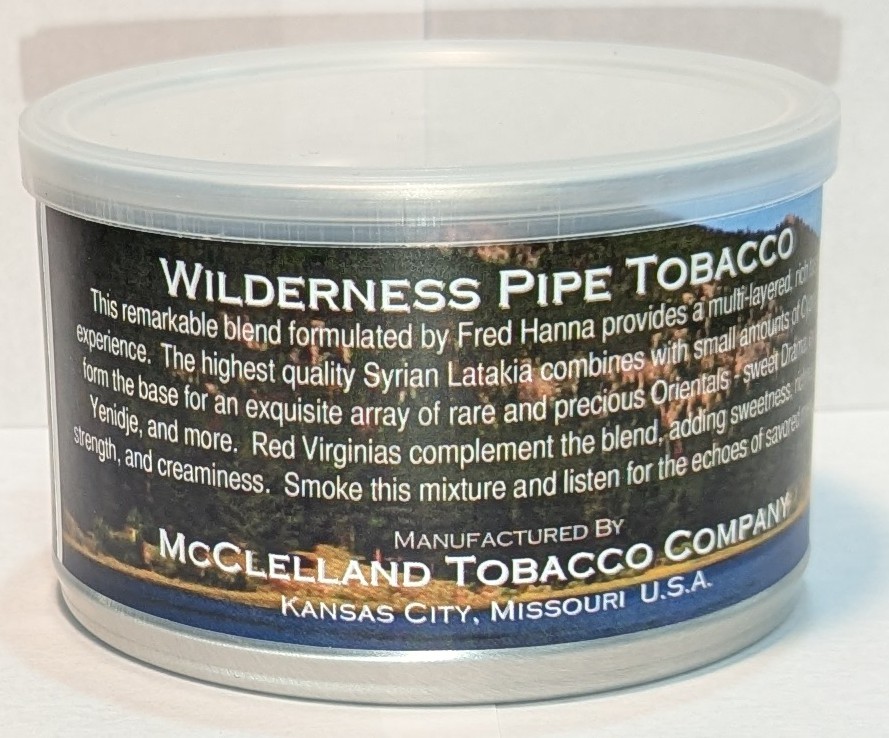 WILDERNESS PIPE TOBACCO
This remarkable blend formulated by Fred Hanna provides a multi-layered, rich
experience. The highest quality Syrian Latakia combines with small amounts of
form the base for an exquisite array of rare and precious Orientals - sweet Drama,
Yenidje, and more. Red Virginias complement the blend, adding sweetness,
strength, and creaminess. Smoke this mixture and listen for the echoes of savored
MANUFACTURED BY
MCCLELLAND TOBACCO COMPANY
KANSAS CITY, MISSOURI U.S.A.